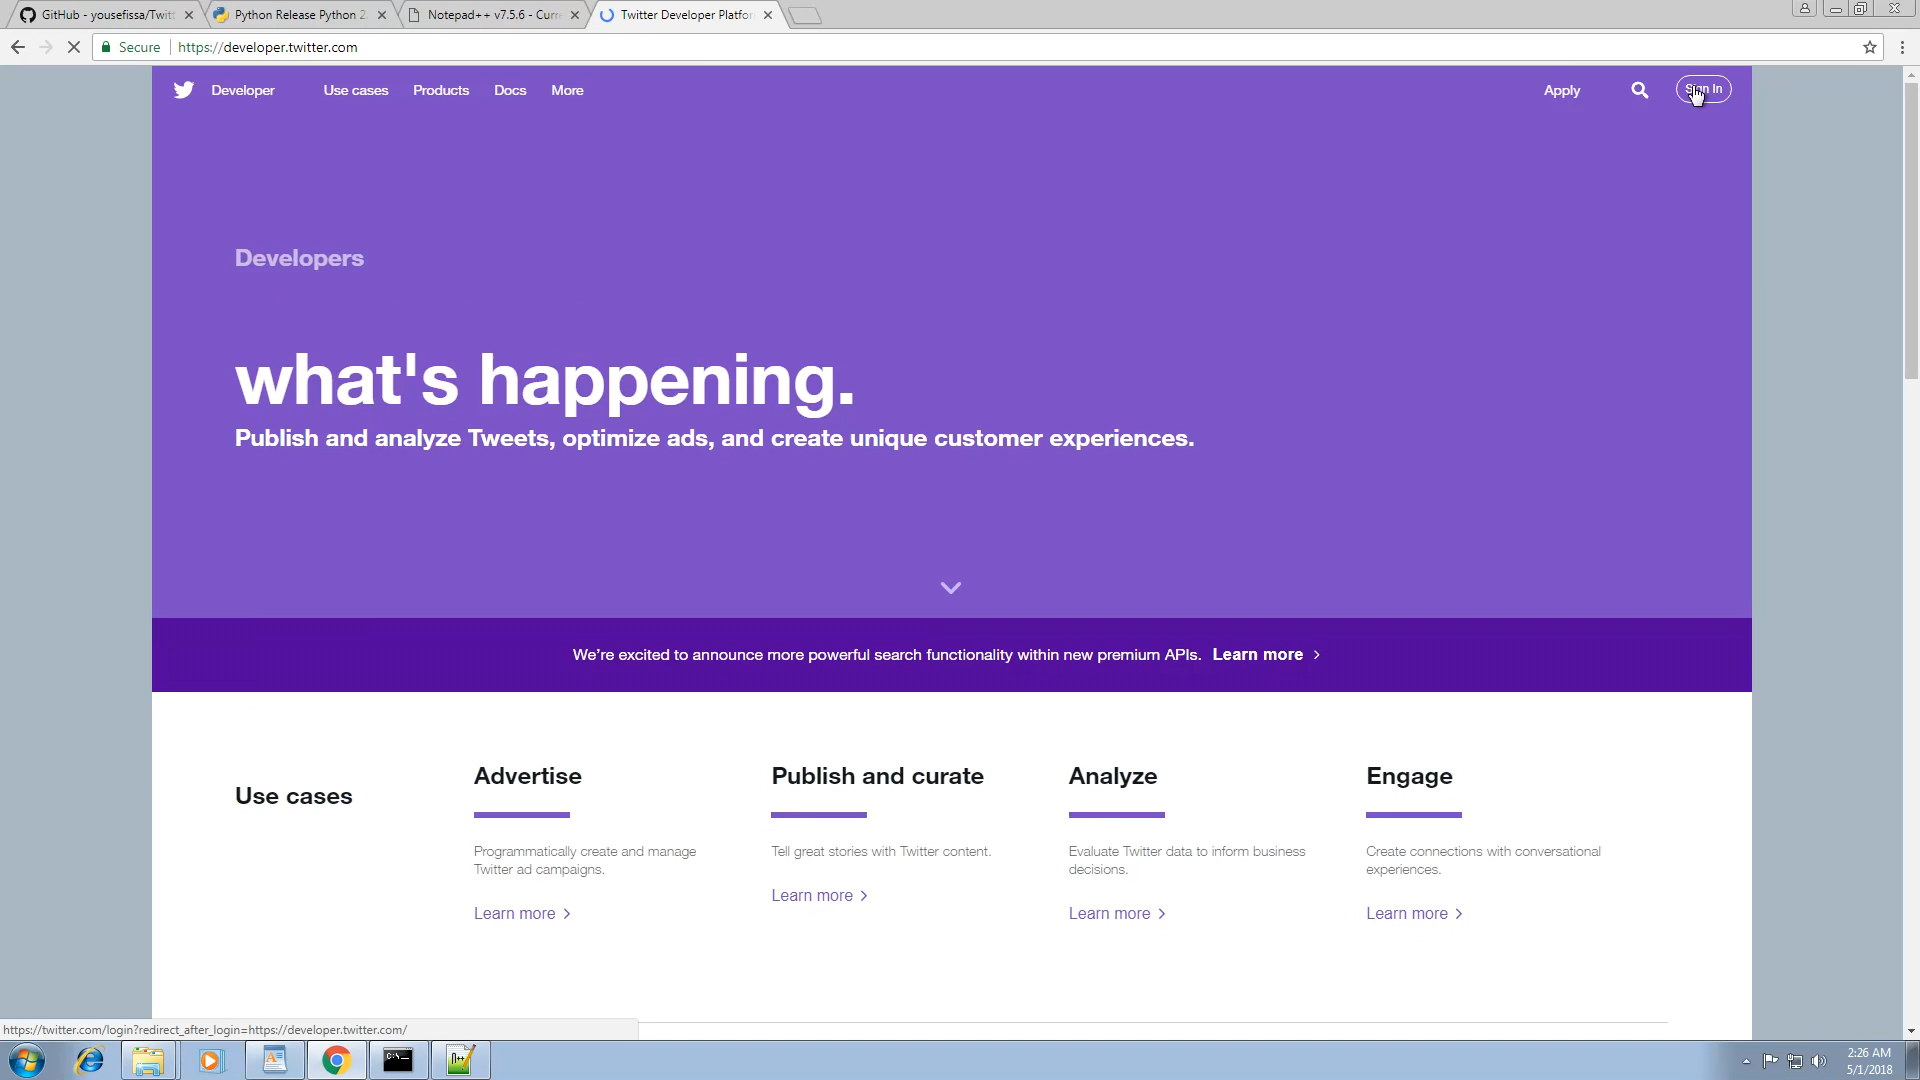 GitHub - yousefissa/Twitt
Python Release Python 2.
Notepad++ v7.5.6 - Curre
Twitter Developer Platfor
Secure
https://developer.twitter.com
Developer
Use cases
Products
Docs
More
Apply
Sign In
Developers
what's happening.
Publish and analyze Tweets, optimize ads, and create unique customer experiences.
We're excited to announce more powerful search functionality within new premium APIs. Learn more
Use cases
Advertise
Programmatically create and manage
Twitter ad campaigns.
Learn more
Publish and curate
Tell great stories with Twitter content.
Learn more
Analyze
Evaluate Twitter data to inform business
decisions.
Learn more
Engage
Create connections with conversational
experiences.
Learn more
https://twitter.com/login?redirect_after_login=https://developer.twitter.com/
2:26 AM
5/1/2018